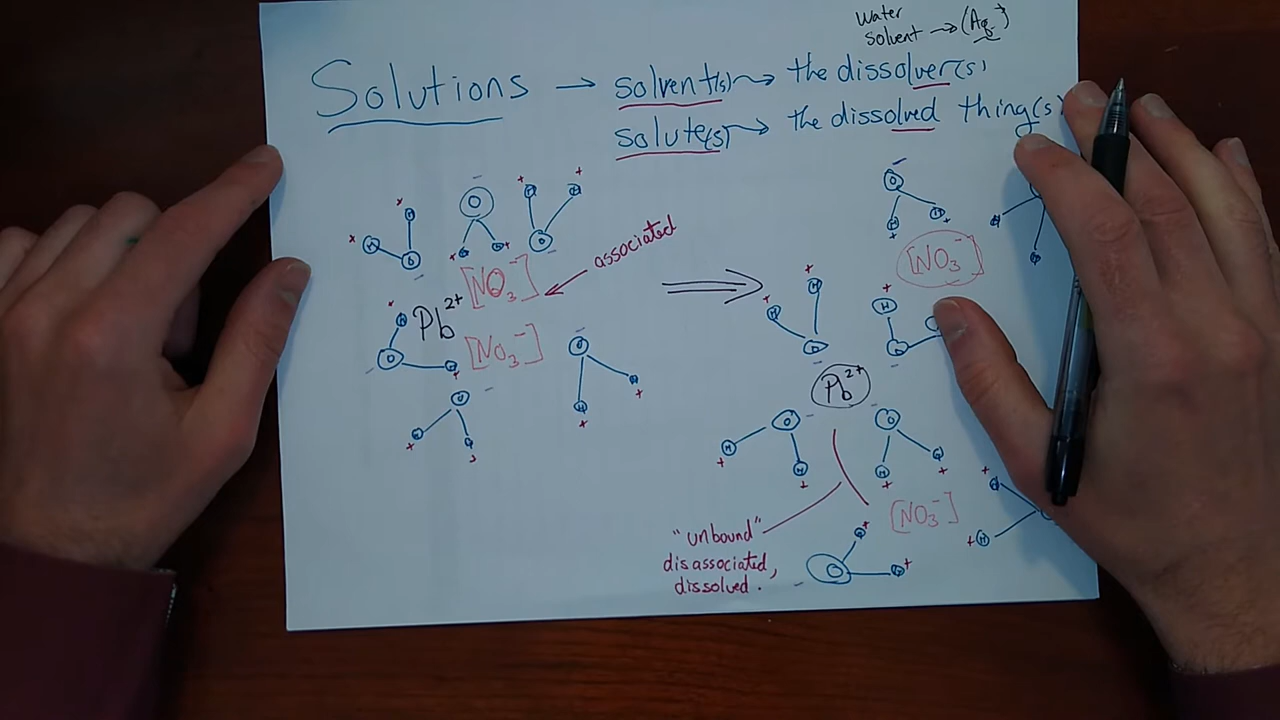 Water
solvent → (Aq)
Solutions → solvent(s) → the dissolver(s)
solute(s) → the dissolved thing(s)
associated
[NO₃⁻]
Pb²⁺
[NO₃⁻]
[NO₃⁻]
Pb²⁺
[NO₃⁻]
"unbound"
disassociated,
dissolved.